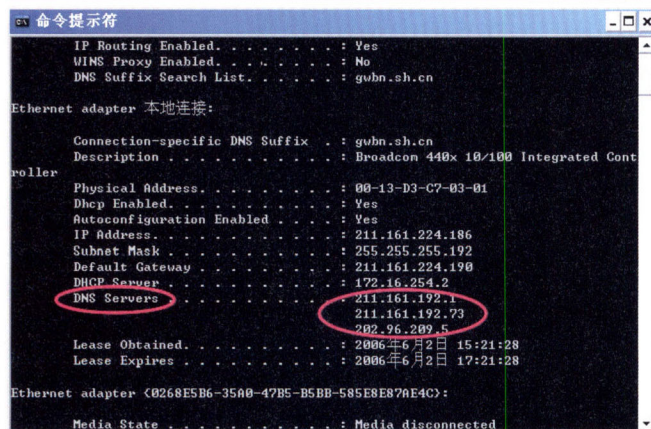 命令提示符
IP Routing Enabled. . . . . . . . : Yes
WINS Proxy Enabled. . . . . . . . : No
DNS Suffix Search List. . . . . . : gwbn.sh.cn
Ethernet adapter 本地连接:
Connection-specific DNS Suffix  . : gwbn.sh.cn
Description . . . . . . . . . . . : Broadcom 440x 10/100 Integrated Cont
roller
Physical Address. . . . . . . . . : 00-13-D3-C7-03-01
Dhcp Enabled. . . . . . . . . . . : Yes
Autoconfiguration Enabled . . . . : Yes
IP Address. . . . . . . . . . . . : 211.161.224.186
Subnet Mask . . . . . . . . . . . : 255.255.255.192
Default Gateway . . . . . . . . . : 211.161.224.190
DHCP Server . . . . . . . . . . . : 172.16.254.2
DNS Servers . . . . . . . . . . . : 211.161.192.1
211.161.192.73
202.96.209.5
Lease Obtained. . . . . . . . . . : 2006年6月2日 15:21:28
Lease Expires . . . . . . . . . . : 2006年6月2日 17:21:28
Ethernet adapter {0268E5B6-35A0-47B5-B5BB-585E8E87AE4C}:
Media State . . . . . . . . . . . : Media disconnected